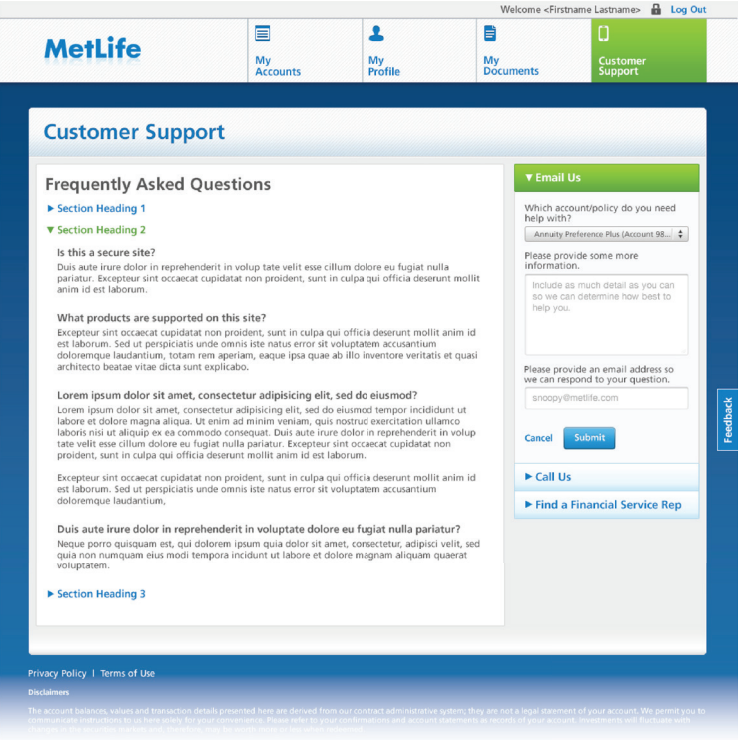 Welcome <Firstname Lastname> Log Out
MetLife
My
Accounts
My
Profile
My
Documents
Customer
Support
Customer Support
Frequently Asked Questions
Section Heading 1
Section Heading 2
Is this a secure site?
Duis aute irure dolor in reprehenderit in volup tate velit esse cillum dolore eu fugiat nulla
pariatur. Excepteur sint occaecat cupidatat non proident, sunt in culpa qui officia deserunt mollit
anim id est laborum.
What products are supported on this site?
Excepteur sint occaecat cupidatat non proident, sunt in culpa qui officia deserunt mollit anim id
est laborum. Sed ut perspiciatis unde omnis iste natus error sit voluptatem accusantium
doloremque laudantium, totam rem aperiam, eaque ipsa quae ab illo inventore veritatis et quasi
architecto beatae vitae dicta sunt explicabo.
Lorem ipsum dolor sit amet, consectetur adipisicing elit, sed do eiusmod?
Lorem ipsum dolor sit amet, consectetur adipisicing elit, sed do eiusmod tempor incididunt ut
labore et dolore magna aliqua. Ut enim ad minim veniam, quis nostrud exercitation ullamco
laboris nisi ut aliquip ex ea commodo consequat. Duis aute irure dolor in reprehenderit in volup
tate velit esse cillum dolore eu fugiat nulla pariatur. Excepteur sint occaecat cupidatat non
proident, sunt in culpa qui officia deserunt mollit anim id est laborum.
Excepteur sint occaecat cupidatat non proident, sunt in culpa qui officia deserunt mollit anim id
est laborum. Sed ut perspiciatis unde omnis iste natus error sit voluptatem accusantium
doloremque laudantium,
Duis aute irure dolor in reprehenderit in voluptate dolore eu fugiat nulla pariatur?
Neque porro quisquam est, qui dolorem ipsum quia dolor sit amet, consectetur, adipisci velit, sed
quia non numquam eius modi tempora incidunt ut labore et dolore magnam aliquam quaerat
voluptatem.
Section Heading 3
Email Us
Which account/policy do you need
help with?
Annuity Preference Plus (Account 98...
Please provide some more
information.
Include as much detail as you can
so we can determine how best to
help you.
Please provide an email address so
we can respond to your question.
snoopy@metlife.com
Cancel Submit
Call Us
Find a Financial Service Rep
Feedback
Privacy Policy | Terms of Use
Disclaimers
The account balances, values and transaction details presented here are derived from our contract administrative system; they are not a legal statement of your account. We permit you to
communicate instructions to us here solely for your convenience. Please refer to your confirmations and account statements as records of your account. Investments will fluctuate with